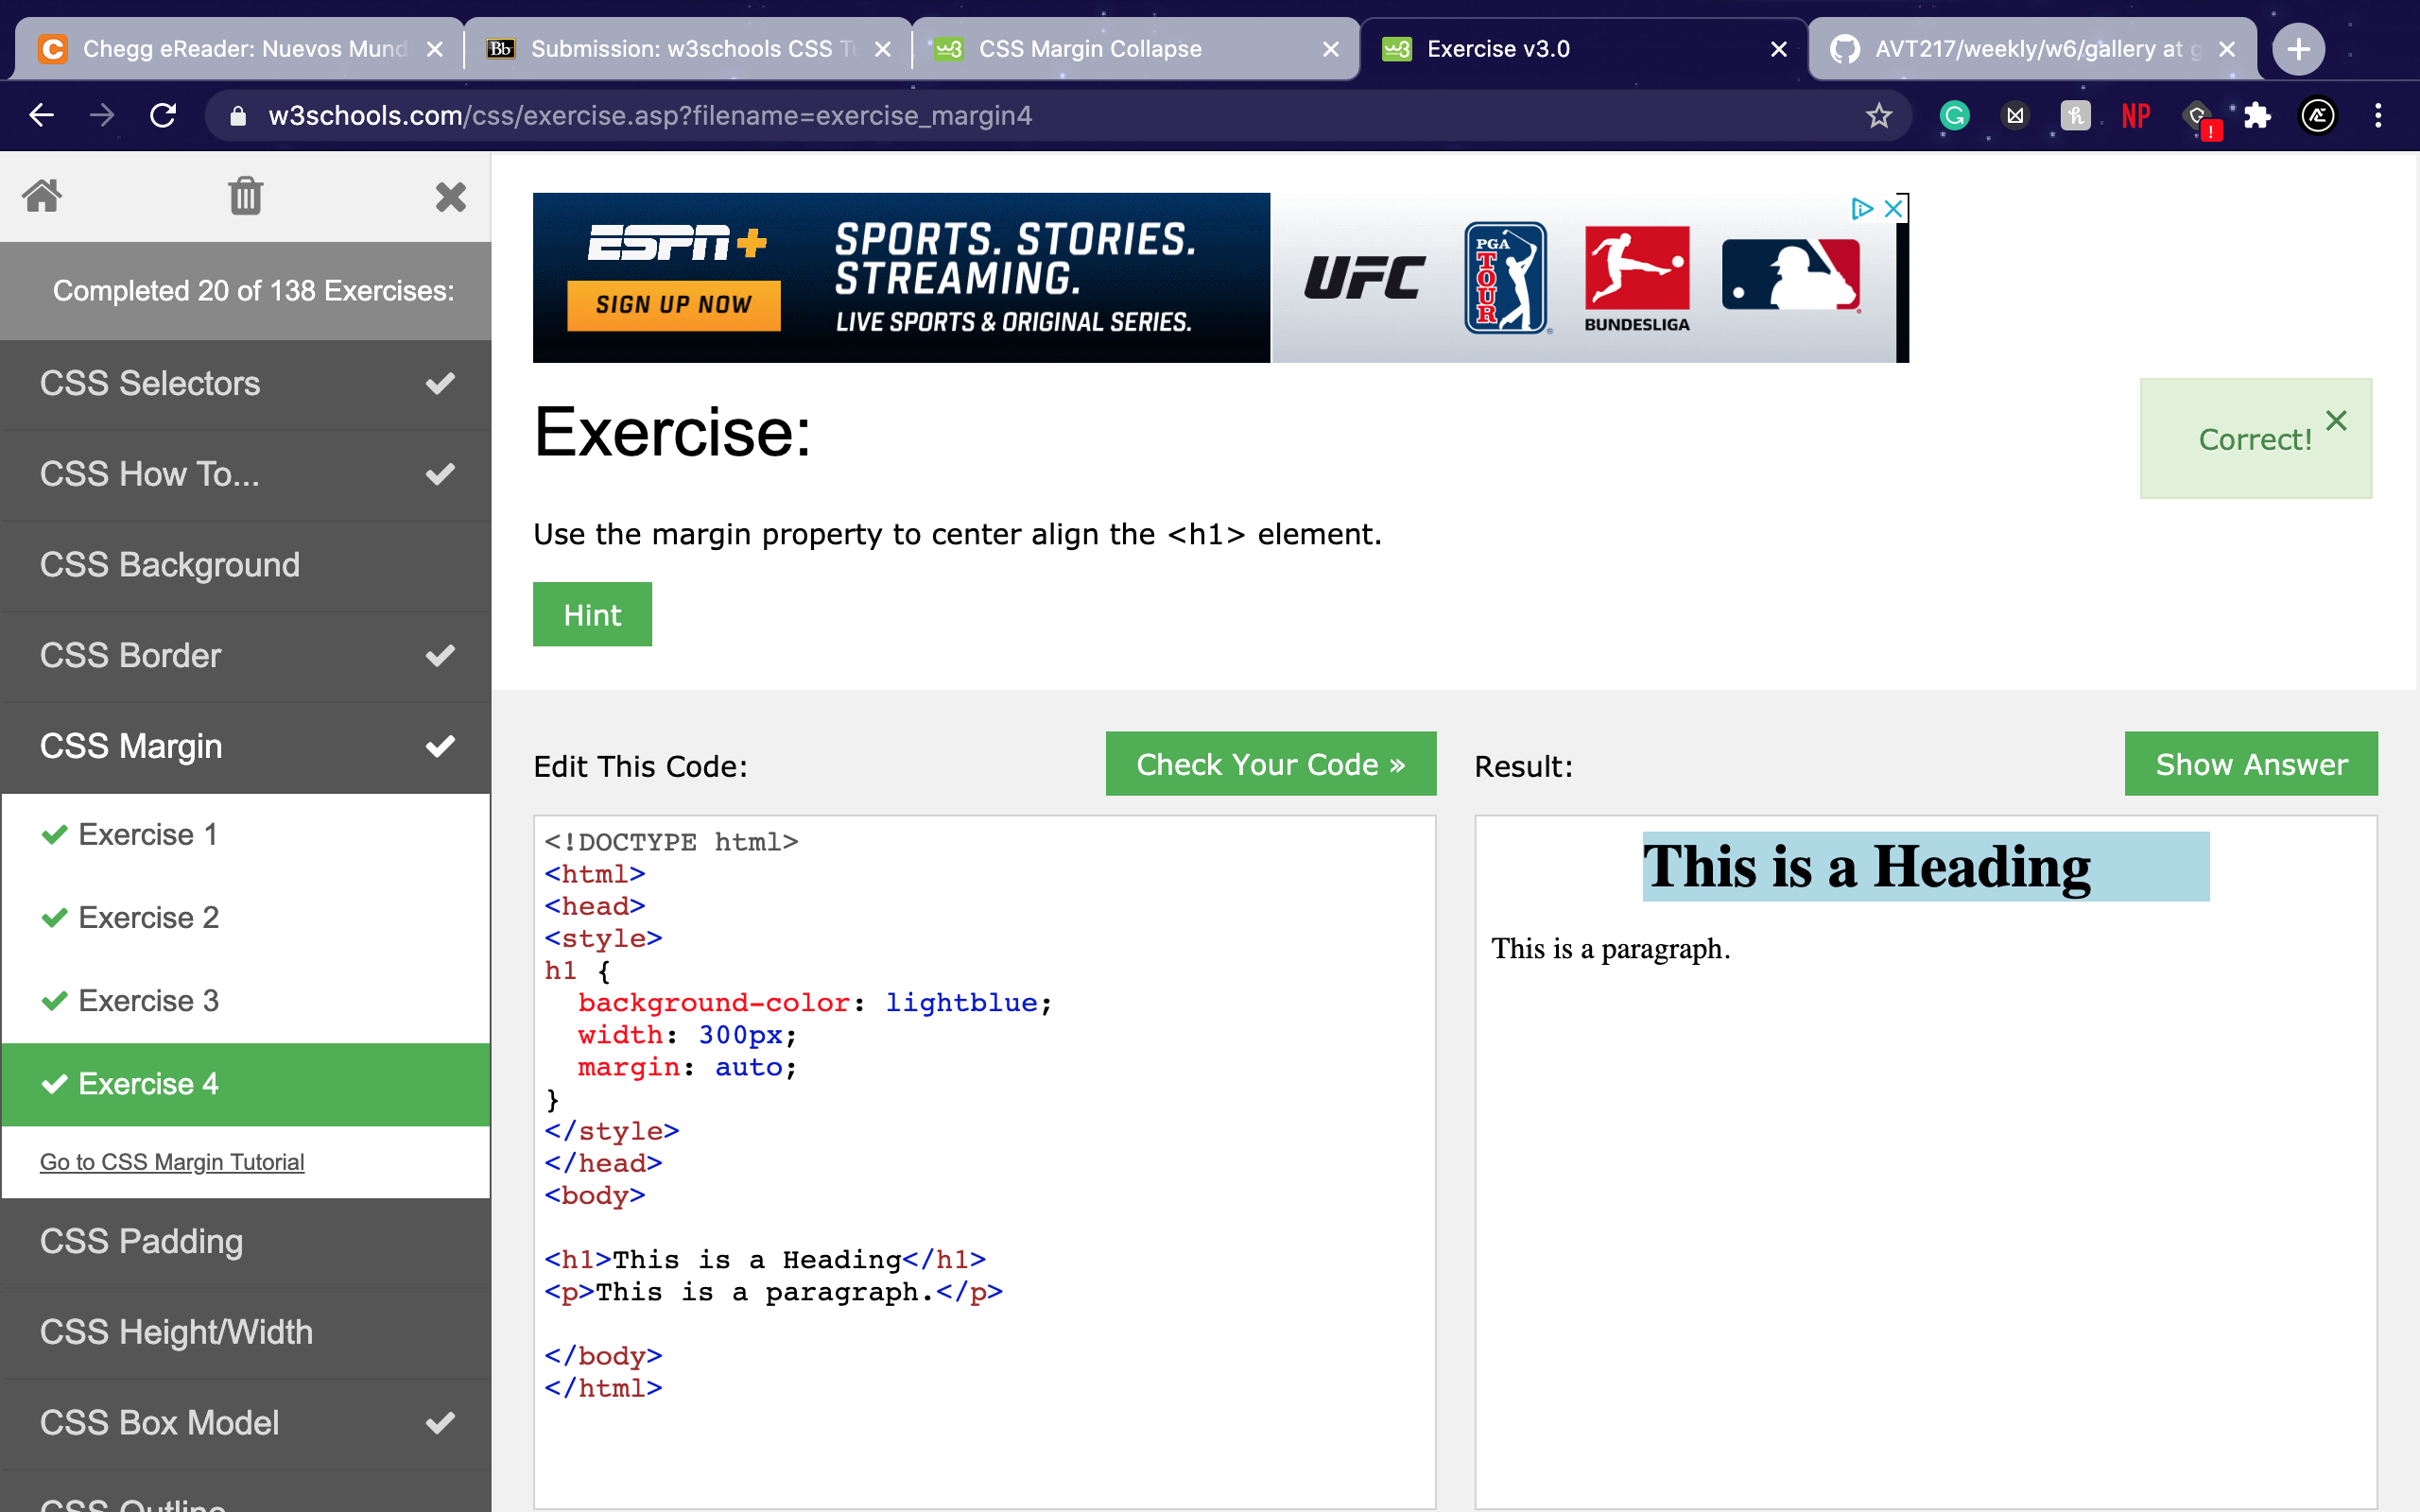 Chegg eReader: Nuevos Mund
Bb Submission: w3schools CSS Tu
CSS Margin Collapse
Exercise v3.0
AVT217/weekly/w6/gallery at g
w3schools.com/css/exercise.asp?filename=exercise_margin4
NP
Completed 20 of 138 Exercises:
CSS Selectors
CSS How To...
CSS Background
CSS Border
CSS Margin
Exercise 1
Exercise 2
Exercise 3
Exercise 4
Go to CSS Margin Tutorial
CSS Padding
CSS Height/Width
CSS Box Model
CSS Outline
ESPN+
SIGN UP NOW
SPORTS. STORIES.
STREAMING.
LIVE SPORTS & ORIGINAL SERIES.
UFC
PGA
TOUR
BUNDESLIGA
Exercise:
Correct!
Use the margin property to center align the <h1> element.
Hint
Edit This Code:
Check Your Code »
Result:
Show Answer
<!DOCTYPE html>
<html>
<head>
<style>
h1 {
background-color: lightblue;
width: 300px;
margin: auto;
}
</style>
</head>
<body>
<h1>This is a Heading</h1>
<p>This is a paragraph.</p>
</body>
</html>
This is a Heading
This is a paragraph.